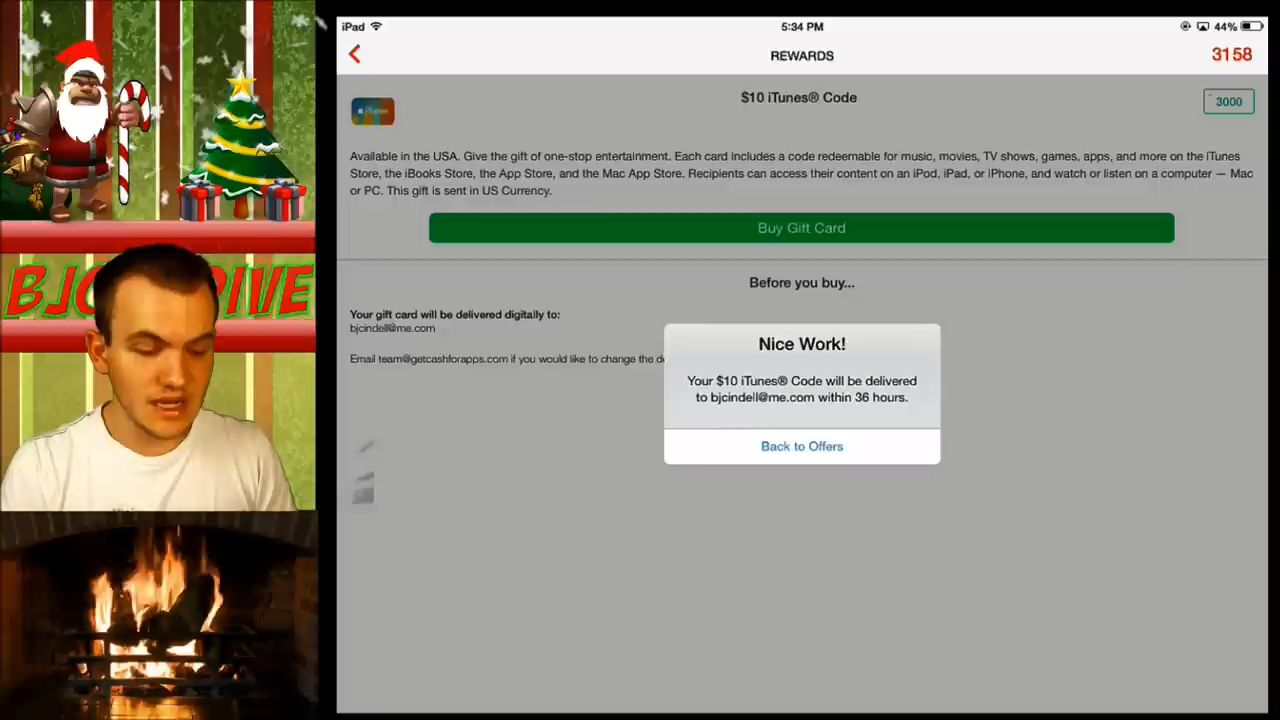 iPad 5:34 PM 44%
REWARDS 3158
$10 iTunes® Code 3000
Available in the USA. Give the gift of one-stop entertainment. Each card includes a code redeemable for music, movies, TV shows, games, apps, and more on the iTunes
Store, the iBooks Store, the App Store, and the Mac App Store. Recipients can access their content on an iPod, iPad, or iPhone, and watch or listen on a computer — Mac
or PC. This gift is sent in US Currency.
Buy Gift Card
Before you buy...
Your gift card will be delivered digitally to:
bjcindell@me.com
Email team@getcashforapps.com if you would like to change the
Nice Work!
Your $10 iTunes® Code will be delivered
to bjcindell@me.com within 36 hours.
Back to Offers